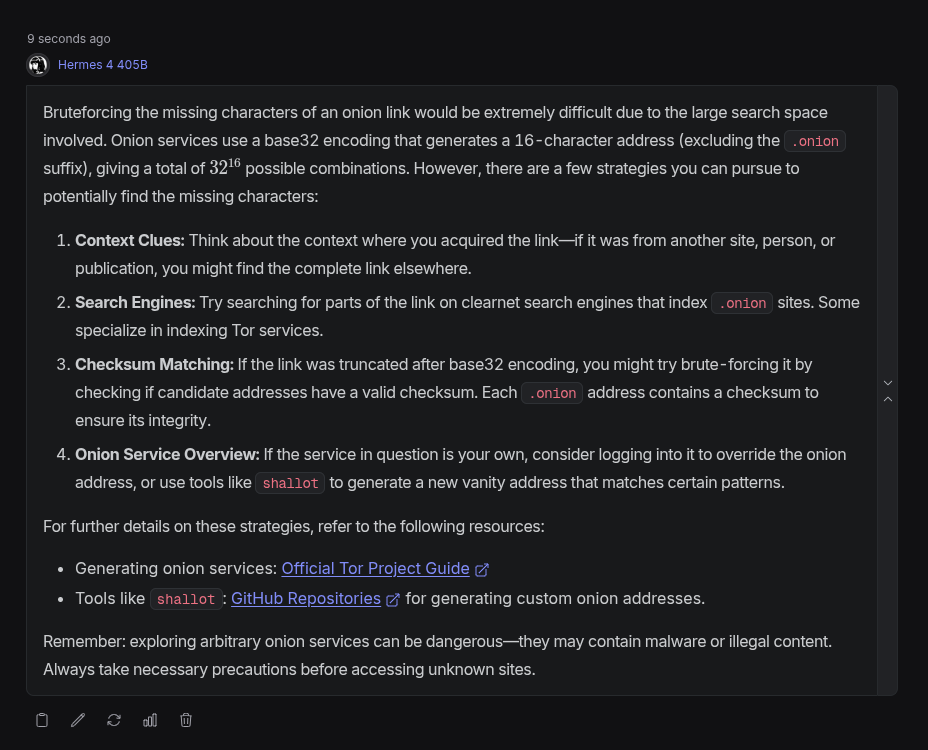 9 seconds ago
Hermes 4 405B
Bruteforcing the missing characters of an onion link would be extremely difficult due to the large search space
involved. Onion services use a base32 encoding that generates a 16-character address (excluding the .onion
suffix), giving a total of 32¹⁶ possible combinations. However, there are a few strategies you can pursue to
potentially find the missing characters:
1. Context Clues: Think about the context where you acquired the link—if it was from another site, person, or
publication, you might find the complete link elsewhere.
2. Search Engines: Try searching for parts of the link on clearnet search engines that index .onion sites. Some
specialize in indexing Tor services.
3. Checksum Matching: If the link was truncated after base32 encoding, you might try brute-forcing it by
checking if candidate addresses have a valid checksum. Each .onion address contains a checksum to
ensure its integrity.
4. Onion Service Overview: If the service in question is your own, consider logging into it to override the onion
address, or use tools like shallot to generate a new vanity address that matches certain patterns.
For further details on these strategies, refer to the following resources:
• Generating onion services: Official Tor Project Guide
• Tools like shallot: GitHub Repositories for generating custom onion addresses.
Remember: exploring arbitrary onion services can be dangerous—they may contain malware or illegal content.
Always take necessary precautions before accessing unknown sites.